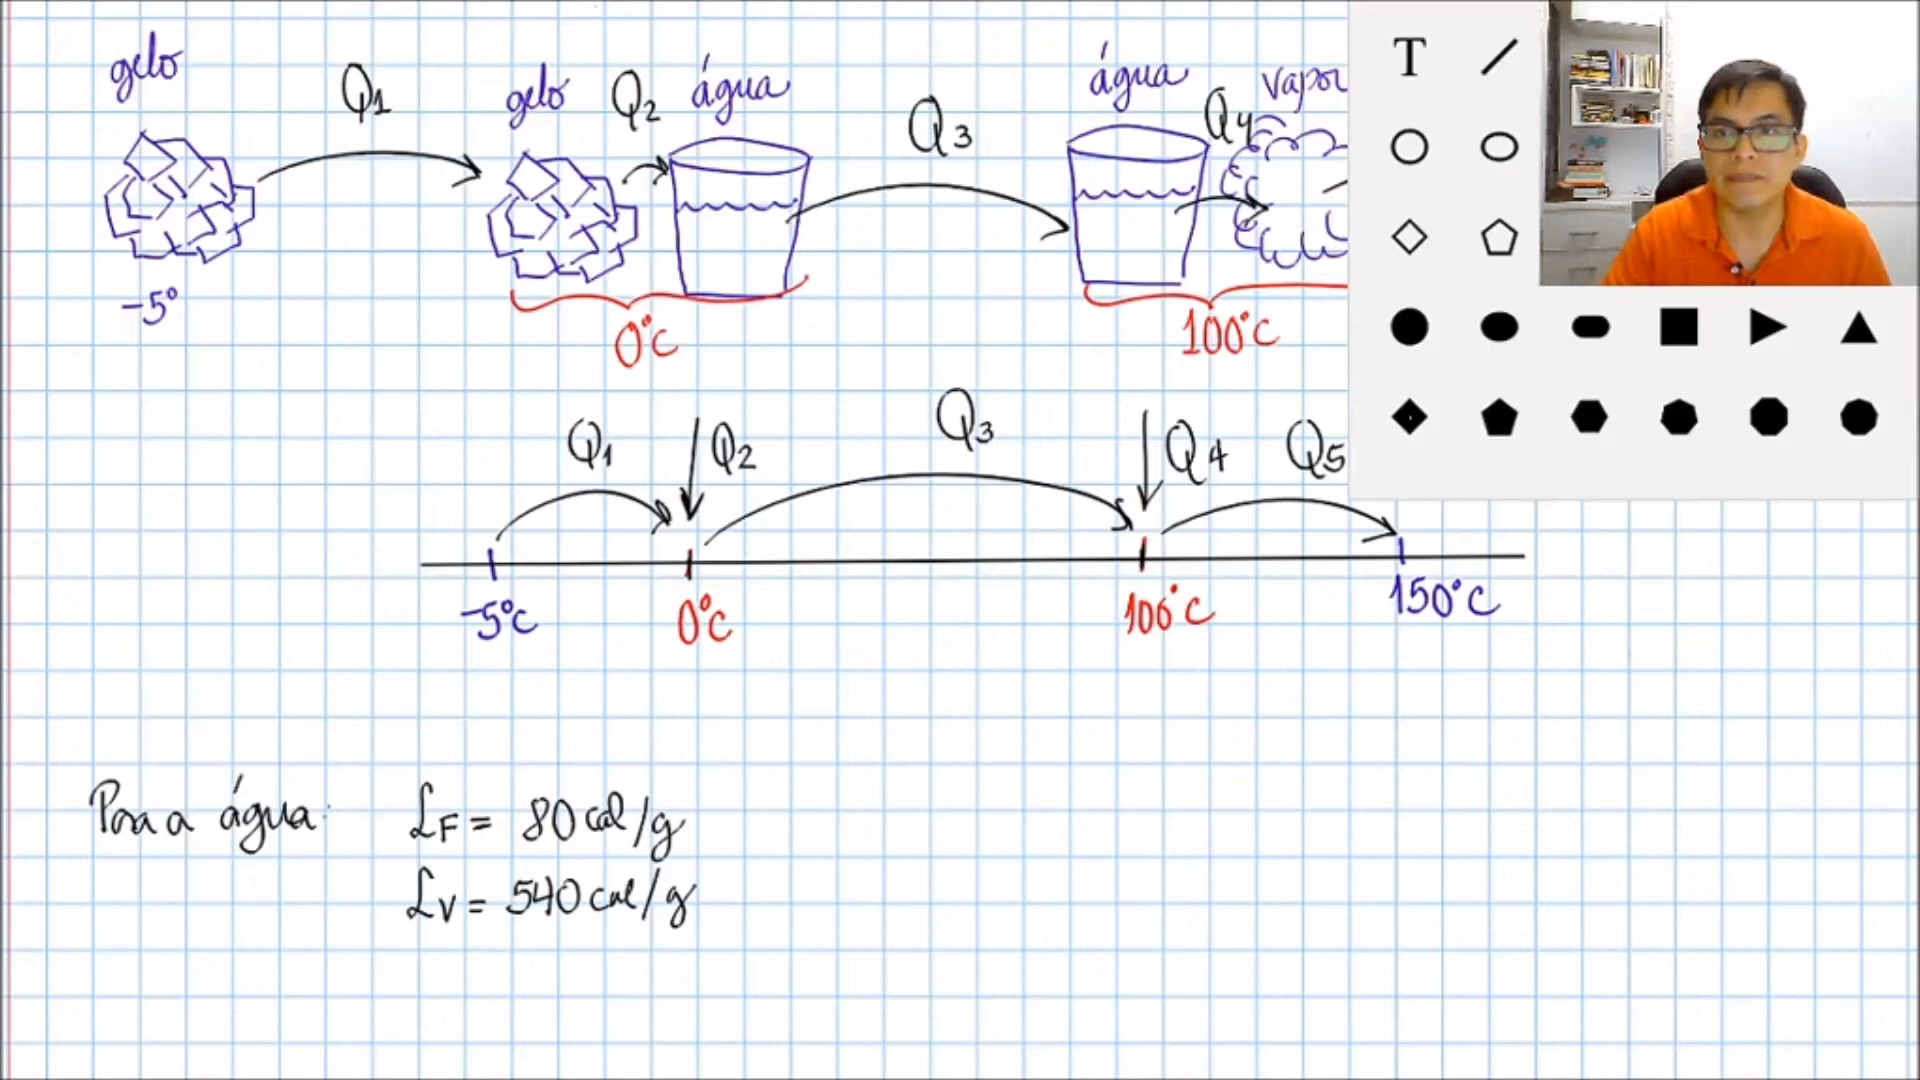 gelo Q1 gelo Q2 água Q3 água Q4 vapor
-5°
0°C
100°C
Q1 Q2 Q3 Q4 Q5
-5°C 0°C 100°C 150°C
Para a água: LF = 80 cal/g
LV = 540 cal/g
T